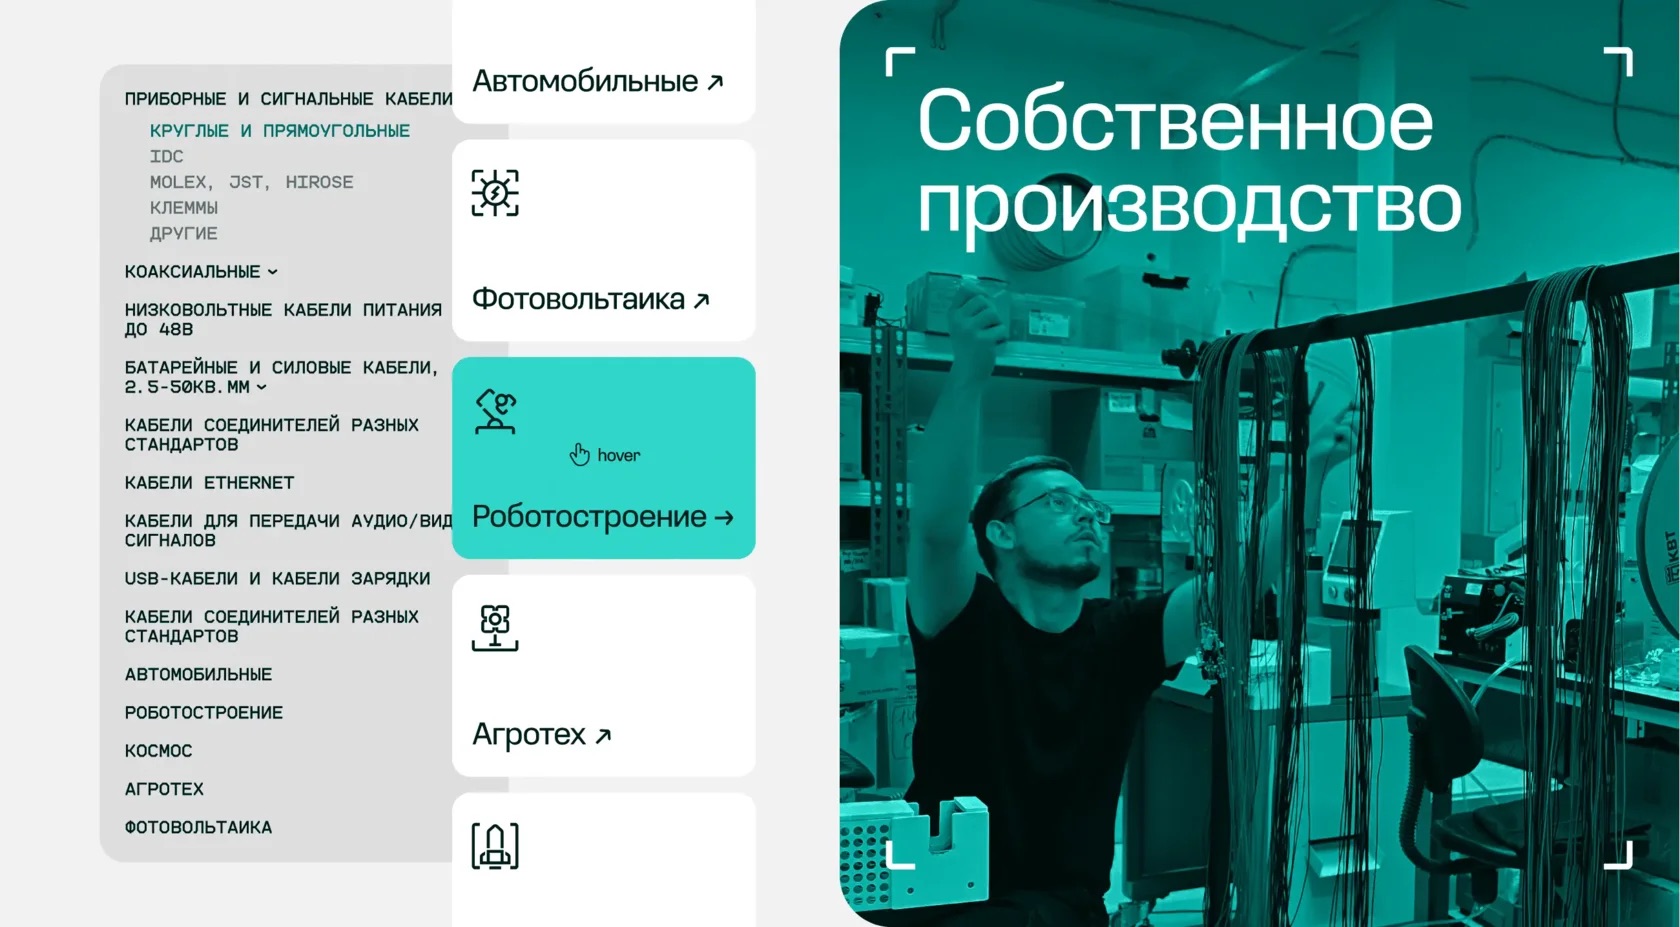 ПРИБОРНЫЕ И СИГНАЛЬНЫЕ КАБЕЛИ
КРУГЛЫЕ И ПРЯМОУГОЛЬНЫЕ
IDC
MOLEX, JST, HIROSE
КЛЕММЫ
ДРУГИЕ
КОАКСИАЛЬНЫЕ
НИЗКОВОЛЬТНЫЕ КАБЕЛИ ПИТАНИЯ
ДО 48В
БАТАРЕЙНЫЕ И СИЛОВЫЕ КАБЕЛИ,
2.5-50КВ.ММ
КАБЕЛИ СОЕДИНИТЕЛЕЙ РАЗНЫХ
СТАНДАРТОВ
КАБЕЛИ ETHERNET
КАБЕЛИ ДЛЯ ПЕРЕДАЧИ АУДИО/ВИД
СИГНАЛОВ
USB-КАБЕЛИ И КАБЕЛИ ЗАРЯДКИ
КАБЕЛИ СОЕДИНИТЕЛЕЙ РАЗНЫХ
СТАНДАРТОВ
АВТОМОБИЛЬНЫЕ
РОБОТОСТРОЕНИЕ
КОСМОС
АГРОТЕХ
ФОТОВОЛЬТАИКА
Автомобильные ↗
Фотовольтаика ↗
hover
Роботостроение →
Агротех ↗
Собственное
производство
КВТ